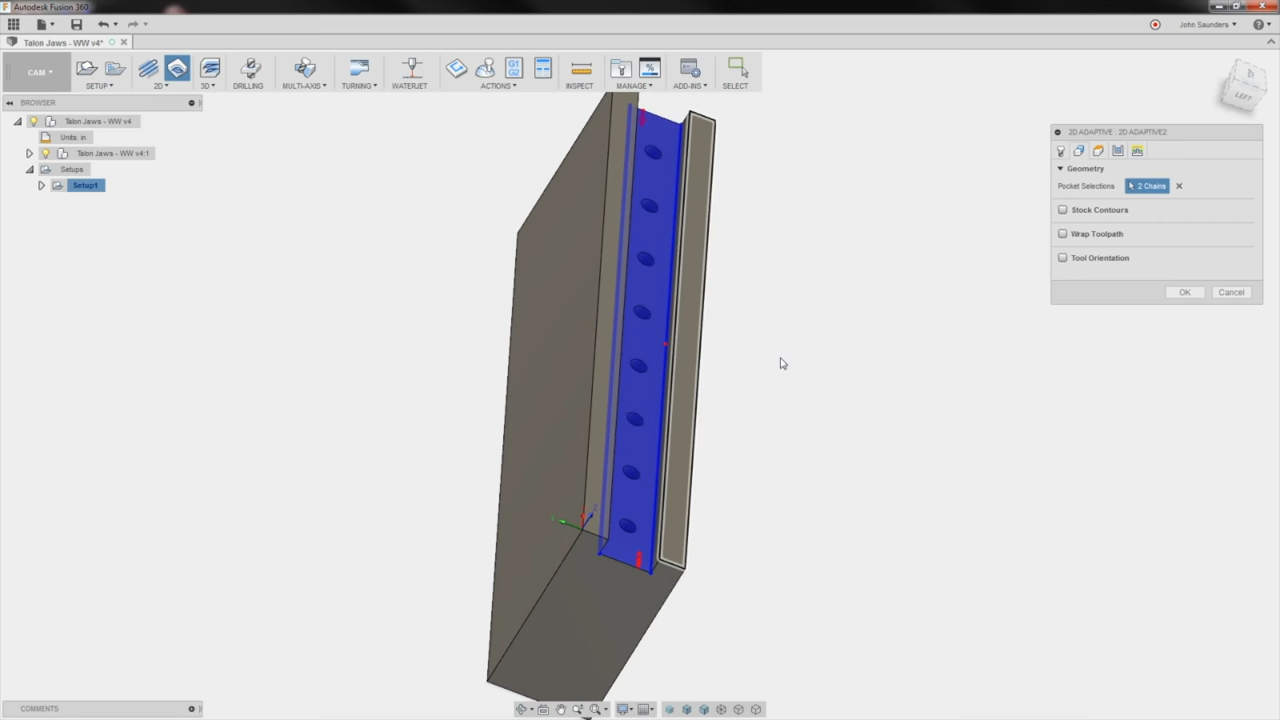 Autodesk Fusion 360
John Saunders
Talon Jaws - WW v4*
CAM
SETUP
2D
3D
DRILLING
MULTI-AXIS
TURNING
WATERJET
G1
G2
ACTIONS
INSPECT
MANAGE
ADD-INS
SELECT
BROWSER
Talon Jaws - WW v4
Units: in
Talon Jaws - WW v4:1
Setups
Setup1
LEFT
2D ADAPTIVE : 2D ADAPTIVE2
Geometry
Pocket Selections
2 Chains
Stock Contours
Wrap Toolpath
Tool Orientation
OK
Cancel
Z
COMMENTS